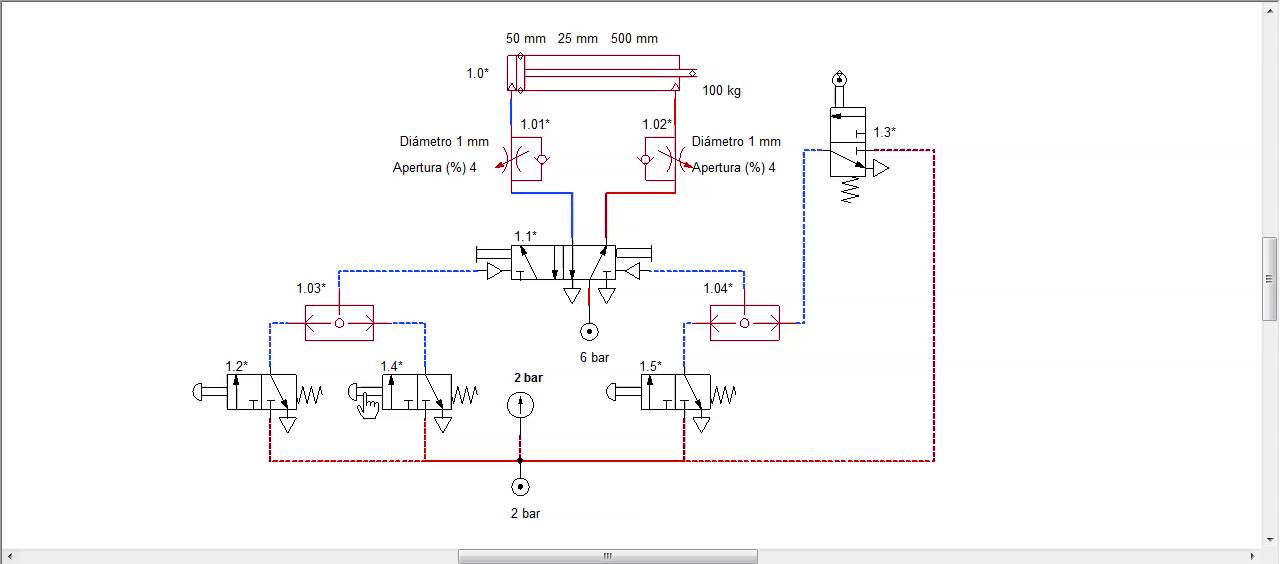 50 mm 25 mm 500 mm
1.0*
100 kg
1.01*
1.02*
1.3*
Diámetro 1 mm
Diámetro 1 mm
Apertura (%) 4
Apertura (%) 4
1.1*
1.03*
1.04*
6 bar
1.2*
1.4*
1.5*
2 bar
2 bar